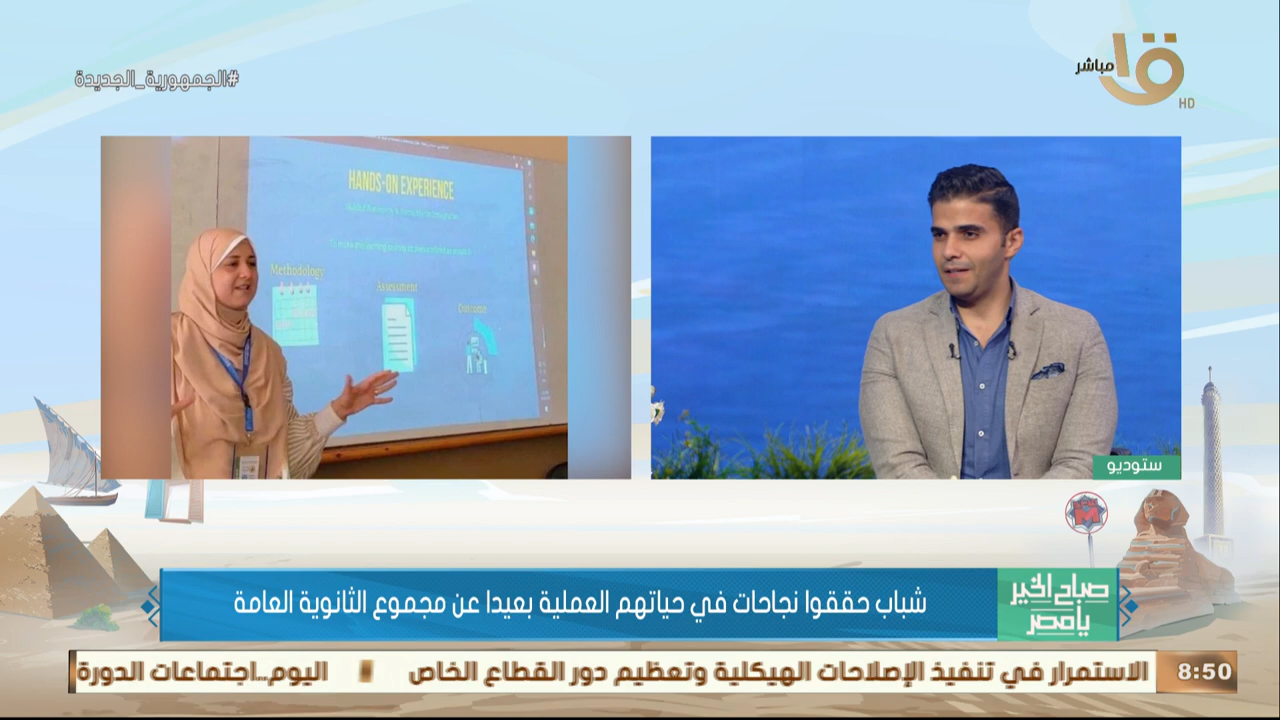 #الجمهورية_الجديدة
مباشر
HD
HANDS-ON EXPERIENCE
Methodology
Assessment
Outcome
ستوديو
صباح الخير
يا مصر
شباب حققوا نجاحات في حياتهم العملية بعيدا عن مجموع الثانوية العامة
8:50
الاستمرار في تنفيذ الإصلاحات الهيكلية وتعظيم دور القطاع الخاص
اليوم..اجتماعات الدورة